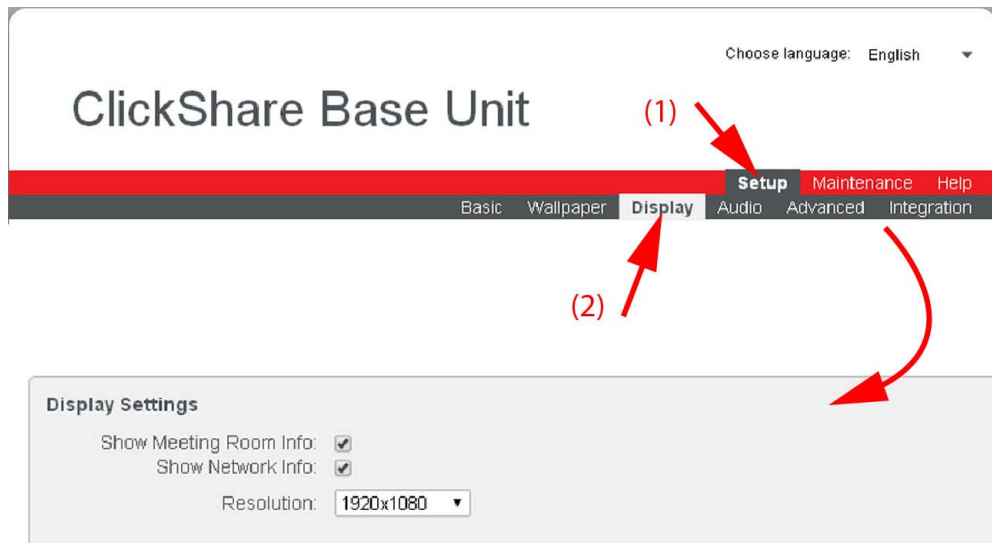 Choose language: English
ClickShare Base Unit
(1)
Setup Maintenance Help
Basic Wallpaper Display Audio Advanced Integration
(2)
Display Settings
Show Meeting Room Info:
Show Network Info:
Resolution: 1920x1080